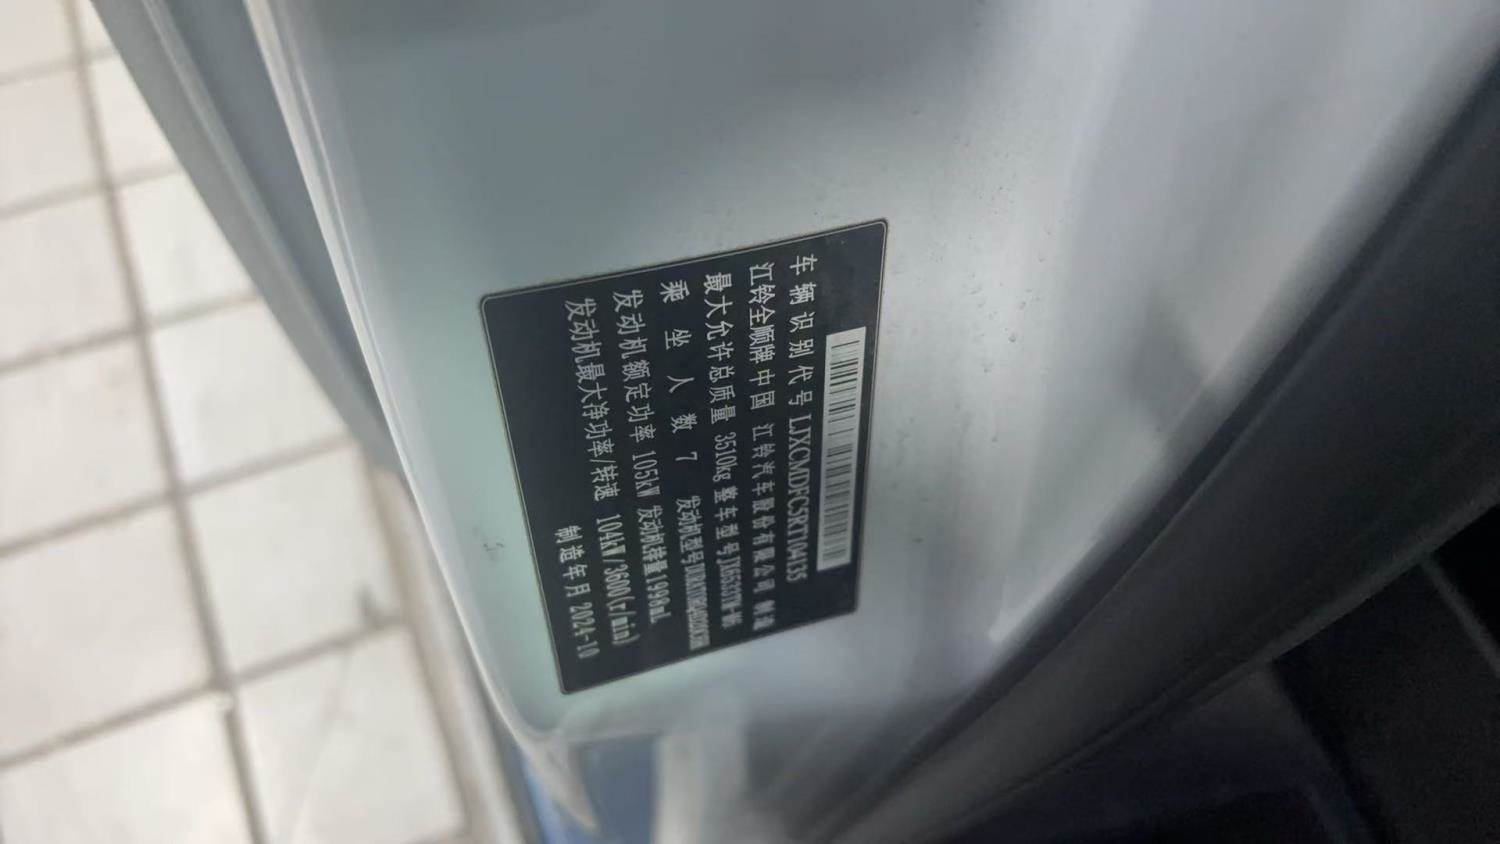 车辆识别代号 LJXCMDFC5RT104135
江铃全顺牌 中国 江铃汽车股份有限公司 制造
最大允许总质量 3510kg 整车型号 JX6533TW-M6
乘坐人数 7 发动机型号
发动机额定功率 105kW 发动机排量1998mL
发动机最大净功率/转速 104kW/3600(r/min)
制造年月 2024-10